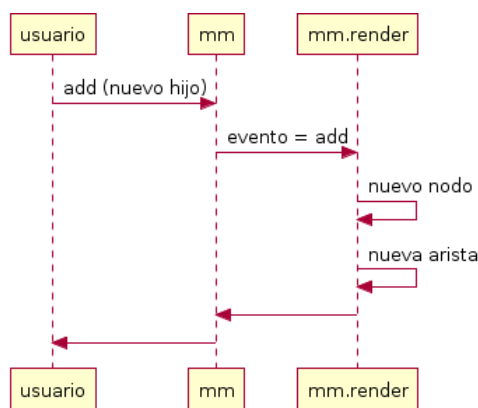 usuario
mm
mm.render
add (nuevo hijo)
evento = add
nuevo nodo
nueva arista
usuario
mm
mm.render